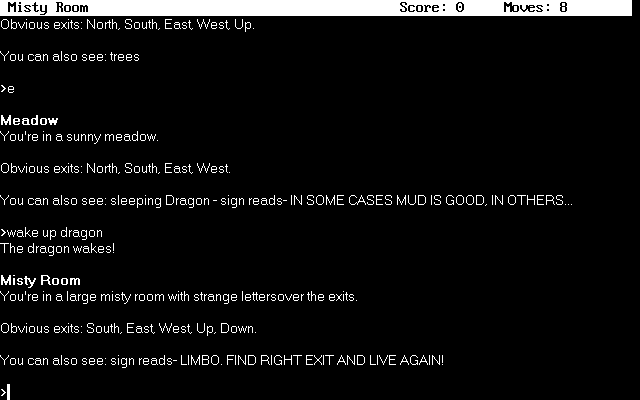 Misty Room Score: 0 Moves: 8
Obvious exits: North, South, East, West, Up.
You can also see: trees
>e
Meadow
You're in a sunny meadow.
Obvious exits: North, South, East, West.
You can also see: sleeping Dragon - sign reads- IN SOME CASES MUD IS GOOD, IN OTHERS...
>wake up dragon
The dragon wakes!
Misty Room
You're in a large misty room with strange lettersover the exits.
Obvious exits: South, East, West, Up, Down.
You can also see: sign reads- LIMBO. FIND RIGHT EXIT AND LIVE AGAIN!
>